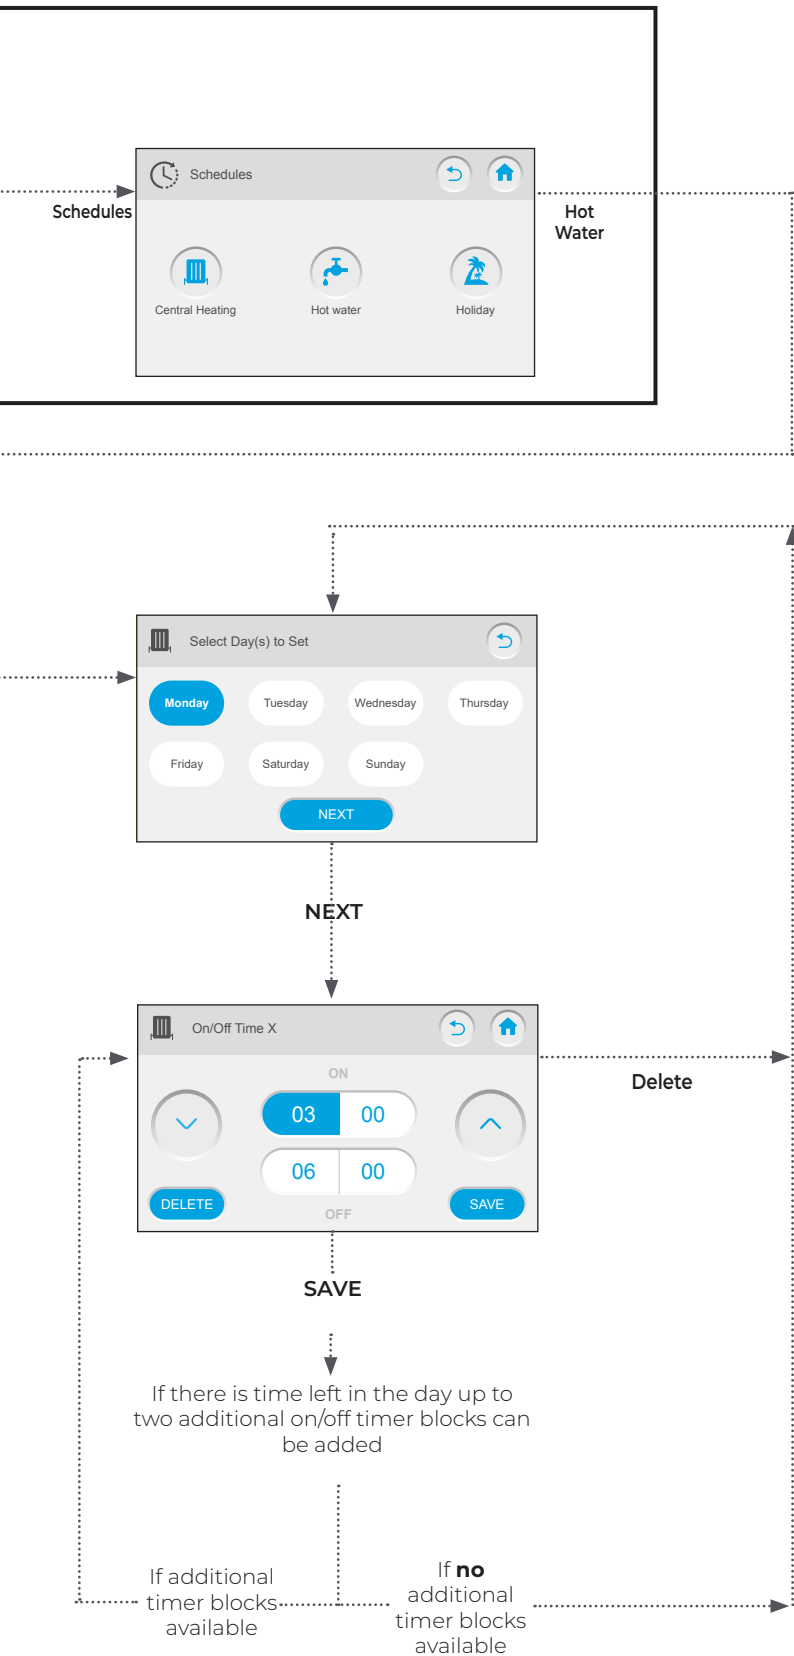 Schedules
Schedules
Hot
Water
Central Heating
Hot water
Holiday
Select Day(s) to Set
Monday
Tuesday
Wednesday
Thursday
Friday
Saturday
Sunday
NEXT
NEXT
On/Off Time X
ON
03 00
06 00
OFF
DELETE
SAVE
Delete
SAVE
If there is time left in the day up to
two additional on/off timer blocks can
be added
If additional
timer blocks
available
If no
additional
timer blocks
available